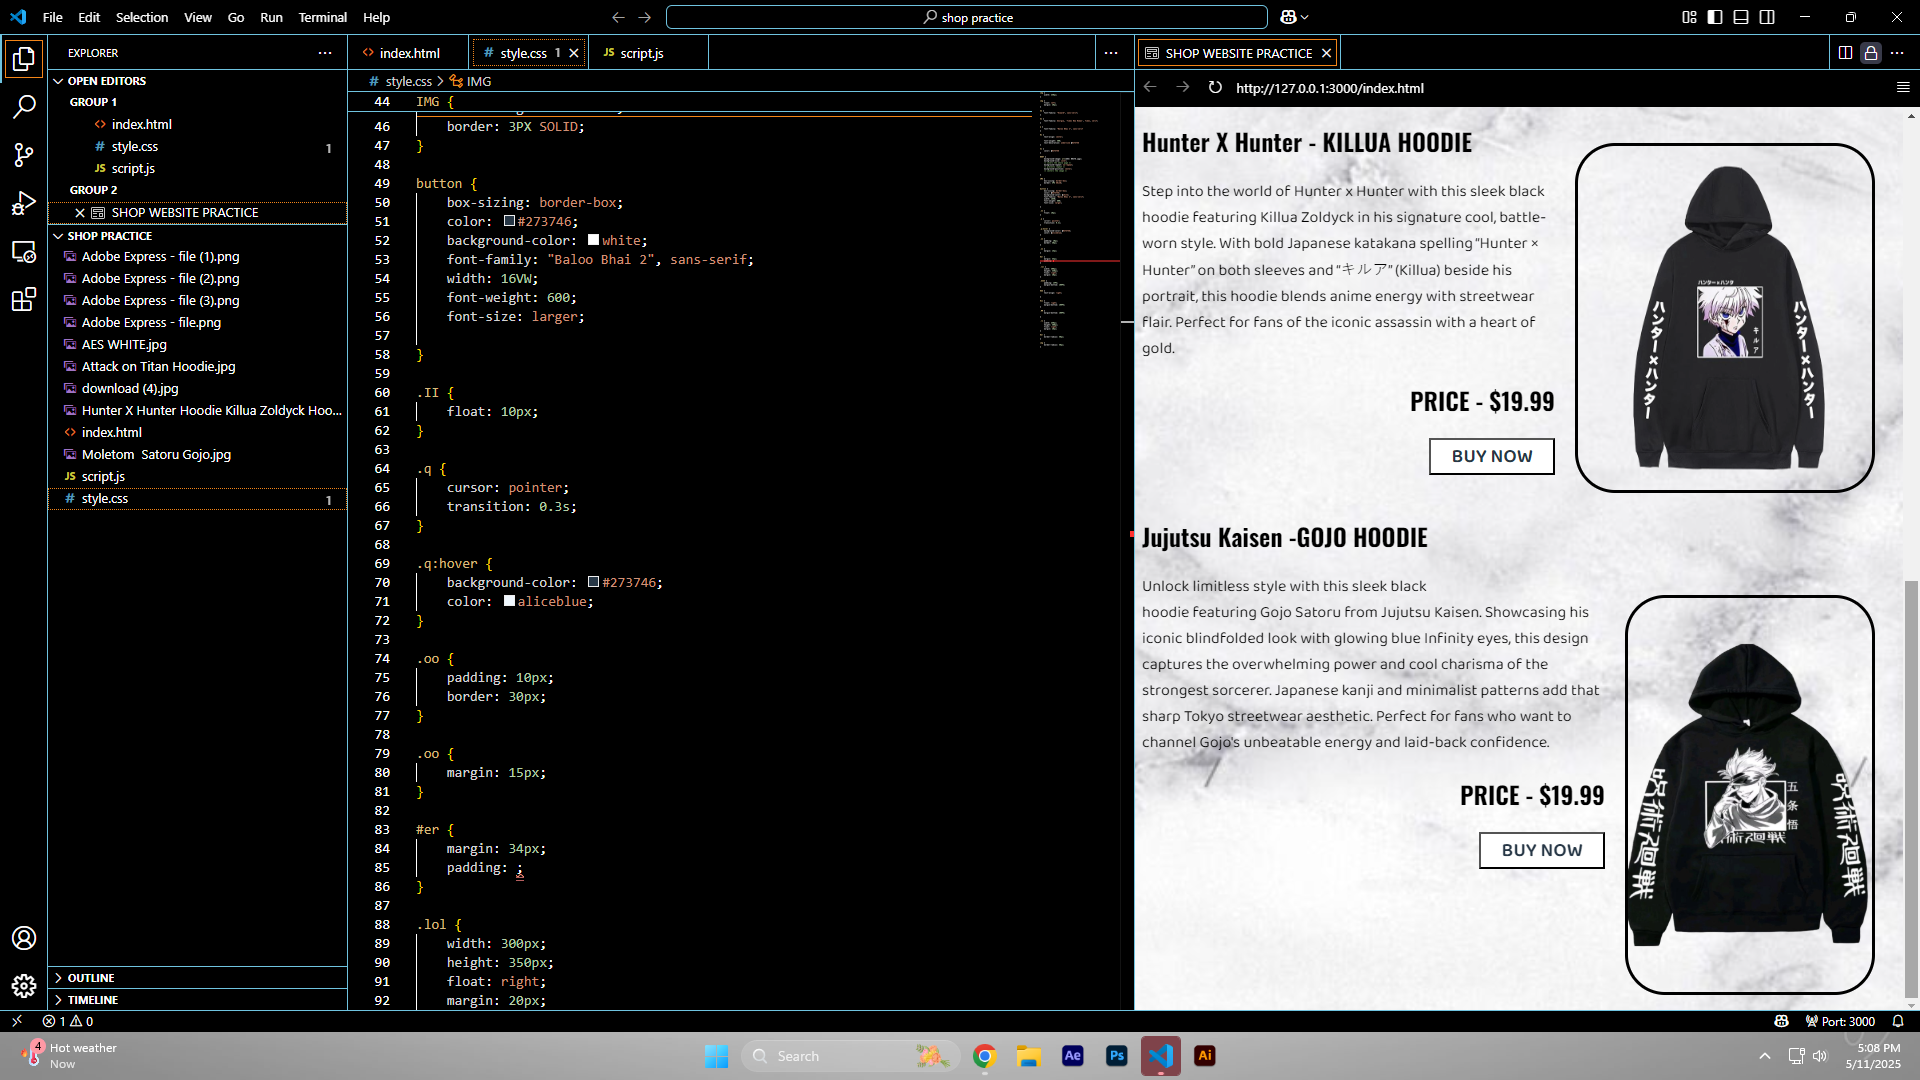 File Edit Selection View Go Run Terminal Help
shop practice
EXPLORER
OPEN EDITORS
GROUP 1
index.html
style.css 1
JS script.js
GROUP 2
SHOP WEBSITE PRACTICE
SHOP PRACTICE
Adobe Express - file (1).png
Adobe Express - file (2).png
Adobe Express - file (3).png
Adobe Express - file.png
AES WHITE.jpg
Attack on Titan Hoodie.jpg
download (4).jpg
Hunter X Hunter Hoodie Killua Zoldyck Hoo...
index.html
Moletom Satoru Gojo.jpg
JS script.js
# style.css 1
OUTLINE
TIMELINE
index.html
# style.css 1
JS script.js
# style.css > IMG
44 IMG {
46 border: 3PX SOLID;
47 }
48
49 button {
50 box-sizing: border-box;
51 color: #273746;
52 background-color: white;
53 font-family: "Baloo Bhai 2", sans-serif;
54 width: 16VW;
55 font-weight: 600;
56 font-size: larger;
57
58 }
59
60 .II {
61 float: 10px;
62 }
63
64 .q {
65 cursor: pointer;
66 transition: 0.3s;
67 }
68
69 .q:hover {
70 background-color: #273746;
71 color: aliceblue;
72 }
73
74 .oo {
75 padding: 10px;
76 border: 30px;
77 }
78
79 .oo {
80 margin: 15px;
81 }
82
83 #er {
84 margin: 34px;
85 padding: ;
86 }
87
88 .lol {
89 width: 300px;
90 height: 350px;
91 float: right;
92 margin: 20px;
SHOP WEBSITE PRACTICE
http://127.0.0.1:3000/index.html
Hunter X Hunter - KILLUA HOODIE
Step into the world of Hunter x Hunter with this sleek black
hoodie featuring Killua Zoldyck in his signature cool, battle-
worn style. With bold Japanese katakana spelling “Hunter ×
Hunter” on both sleeves and “キルア” (Killua) beside his
portrait, this hoodie blends anime energy with streetwear
flair. Perfect for fans of the iconic assassin with a heart of
gold.
PRICE - $19.99
BUY NOW
ハンター×ハンター
ハンター×ハンター
キルア
ハンター×ハンター
Jujutsu Kaisen -GOJO HOODIE
Unlock limitless style with this sleek black
hoodie featuring Gojo Satoru from Jujutsu Kaisen. Showcasing his
iconic blindfolded look with glowing blue Infinity eyes, this design
captures the overwhelming power and cool charisma of the
strongest sorcerer. Japanese kanji and minimalist patterns add that
sharp Tokyo streetwear aesthetic. Perfect for fans who want to
channel Gojo's unbeatable energy and laid-back confidence.
PRICE - $19.99
BUY NOW
呪術廻戦
五条悟
呪術廻戦
呪術廻戦
1 0
Port: 3000
4
Hot weather
Now
Search
Ae
Ps
Ai
5:08 PM
5/11/2025